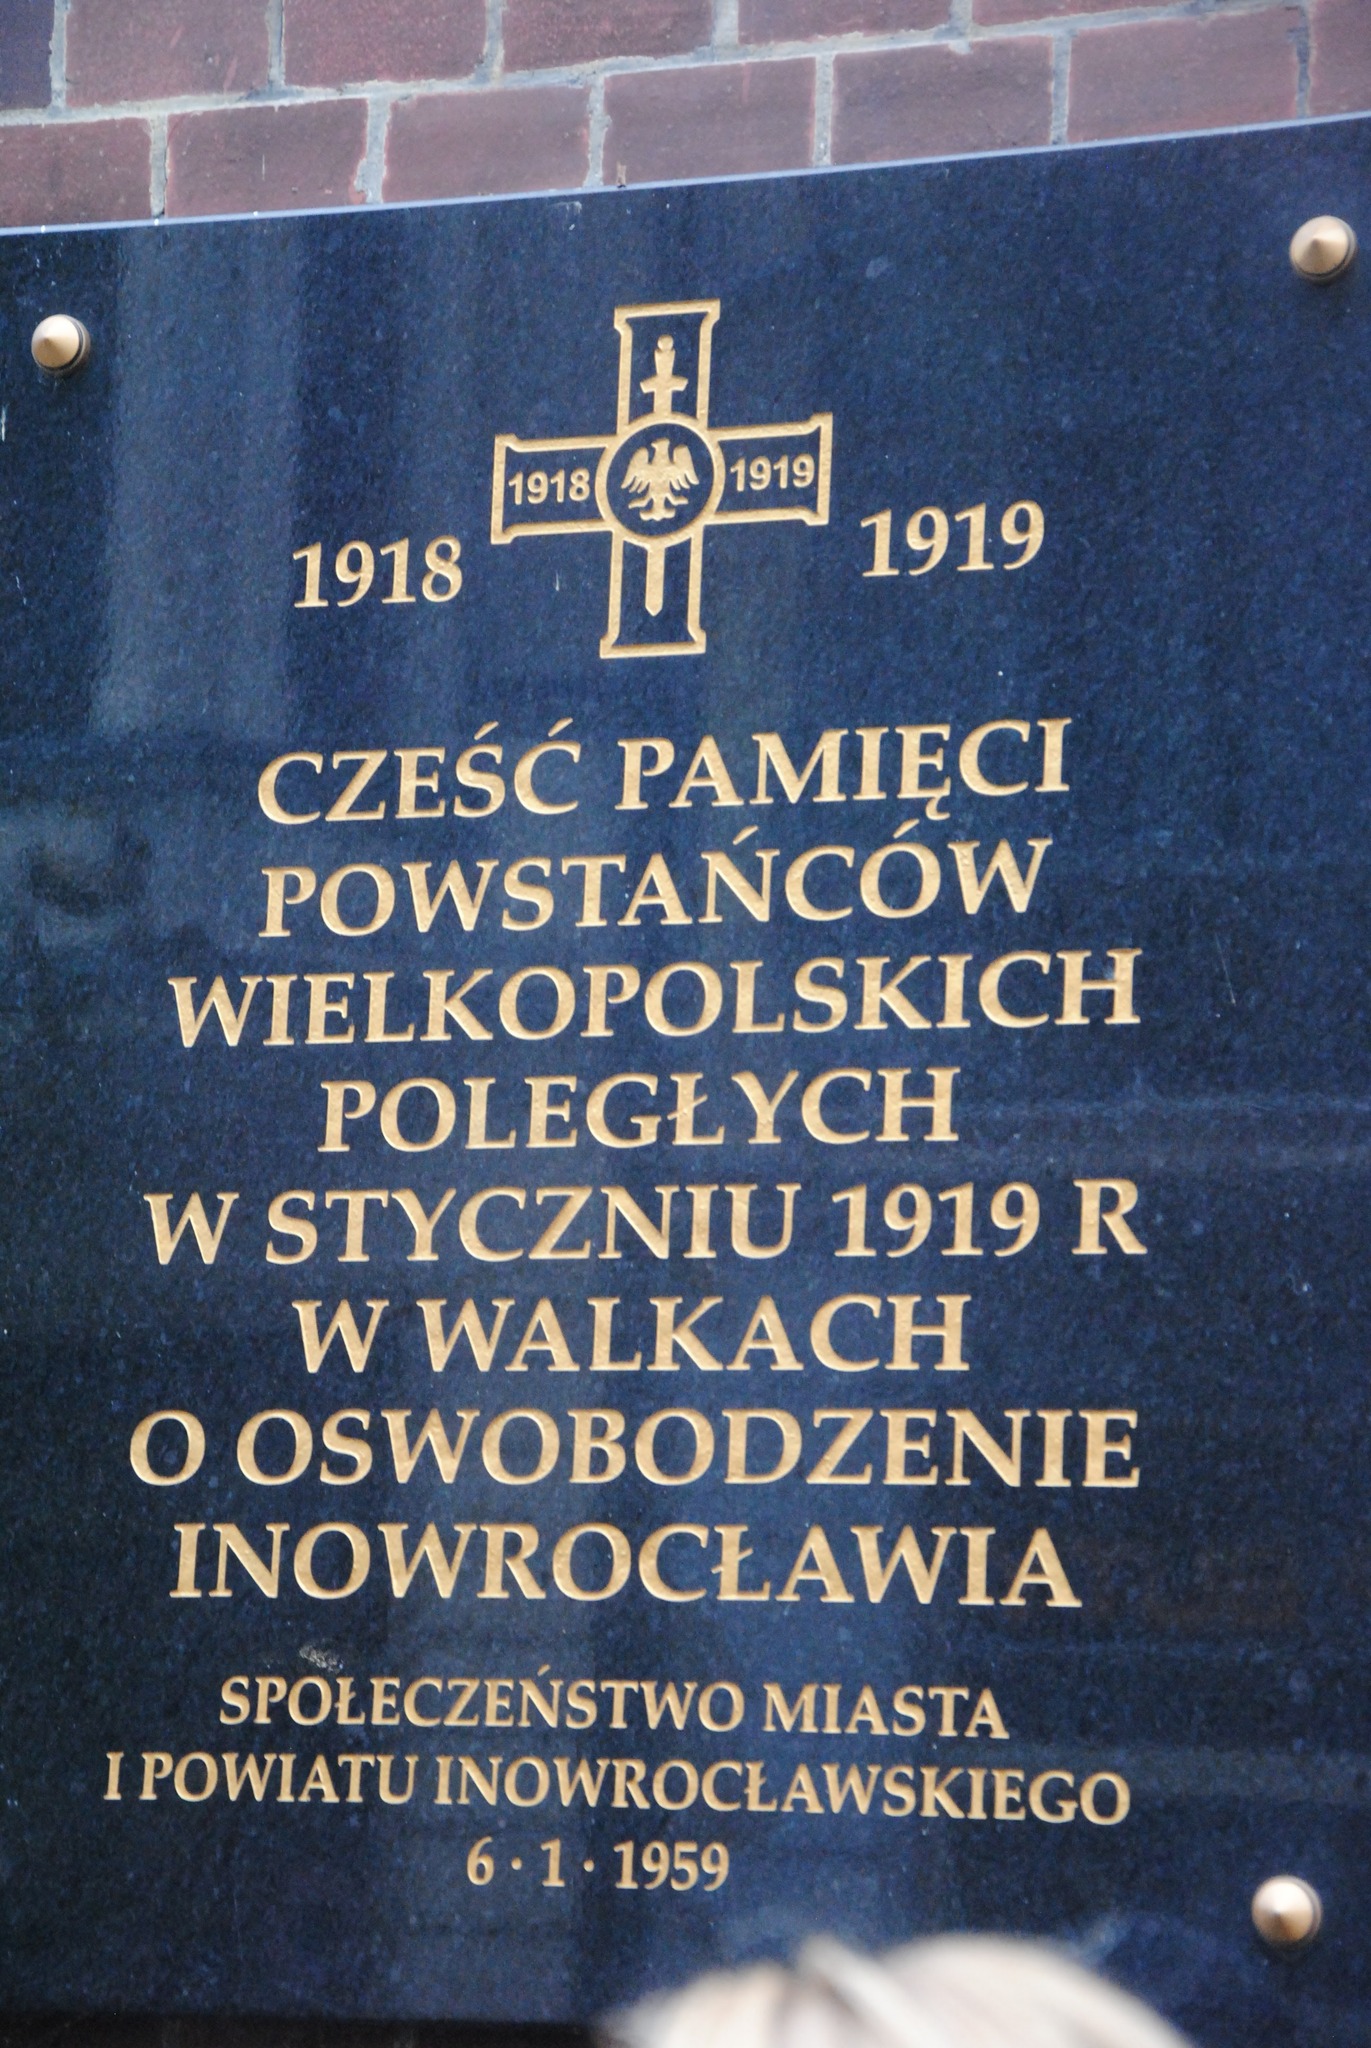 1918 1919
1918 1919
CZEŚĆ PAMIĘCI
POWSTAŃCÓW
WIELKOPOLSKICH
POLEGŁYCH
W STYCZNIU 1919 R
W WALKACH
O OSWOBODZENIE
INOWROCŁAWIA
SPOŁECZEŃSTWO MIASTA
I POWIATU INOWROCŁAWSKIEGO
6·1·1959